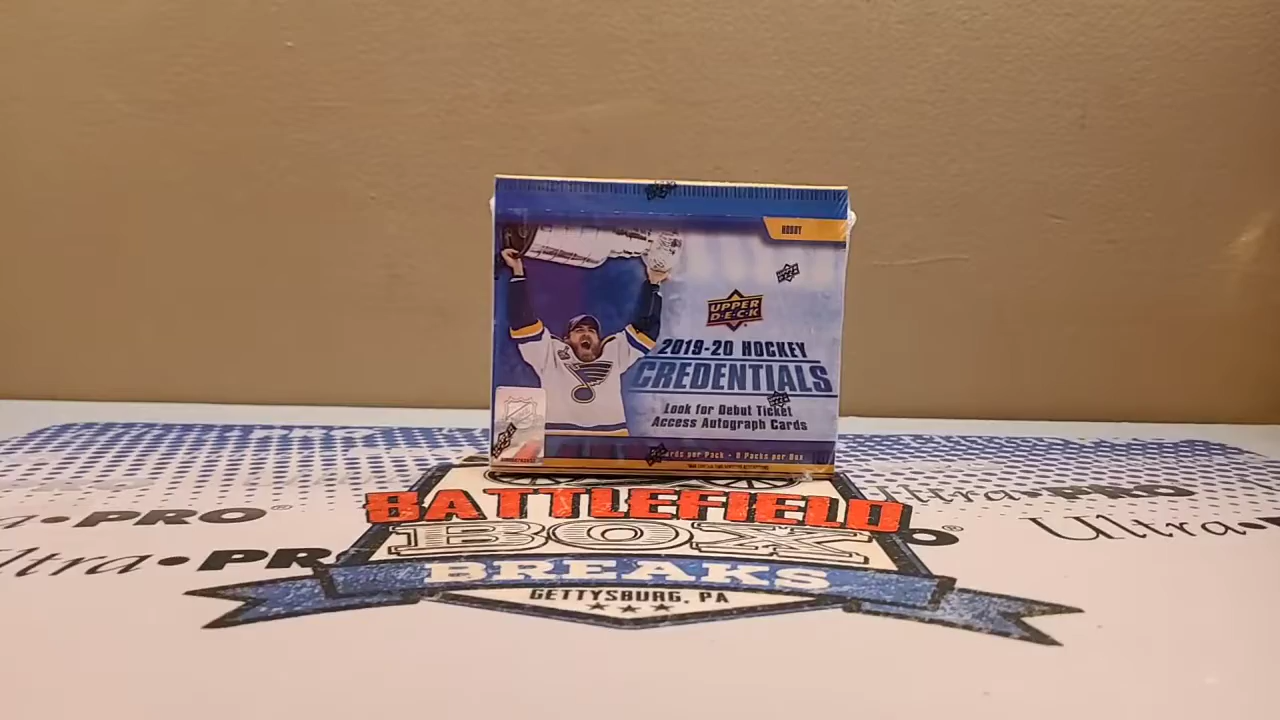 HOBBY
UPPER
D·E·C·K
2019-20 HOCKEY
CREDENTIALS
Look for Debut Ticket
Access Autograph Cards
Cards per Pack - 8 Packs per Box
BATTLEFIELD
BOX
BREAKS
GETTYSBURG, PA
Ultra•PRO
PRO®
Ultra•
Ultra•PRO